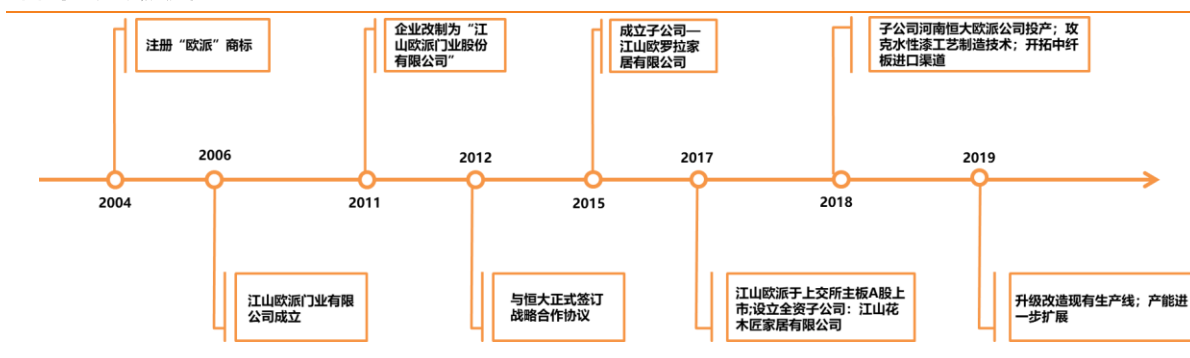 注册“欧派”商标
企业改制为“江
山欧派门业股份
有限公司”
成立子公司—
江山欧罗拉家
居有限公司
子公司河南恒大欧派公司投产；攻
克水性漆工艺制造技术；开拓中纤
板进口渠道
2006
2012
2017
2019
2004
2011
2015
2018
江山欧派门业有限
公司成立
与恒大正式签订
战略合作协议
江山欧派于上交所主板A股上
市;设立全资子公司：江山花
木匠家居有限公司
升级改造现有生产线；产能进
一步扩展